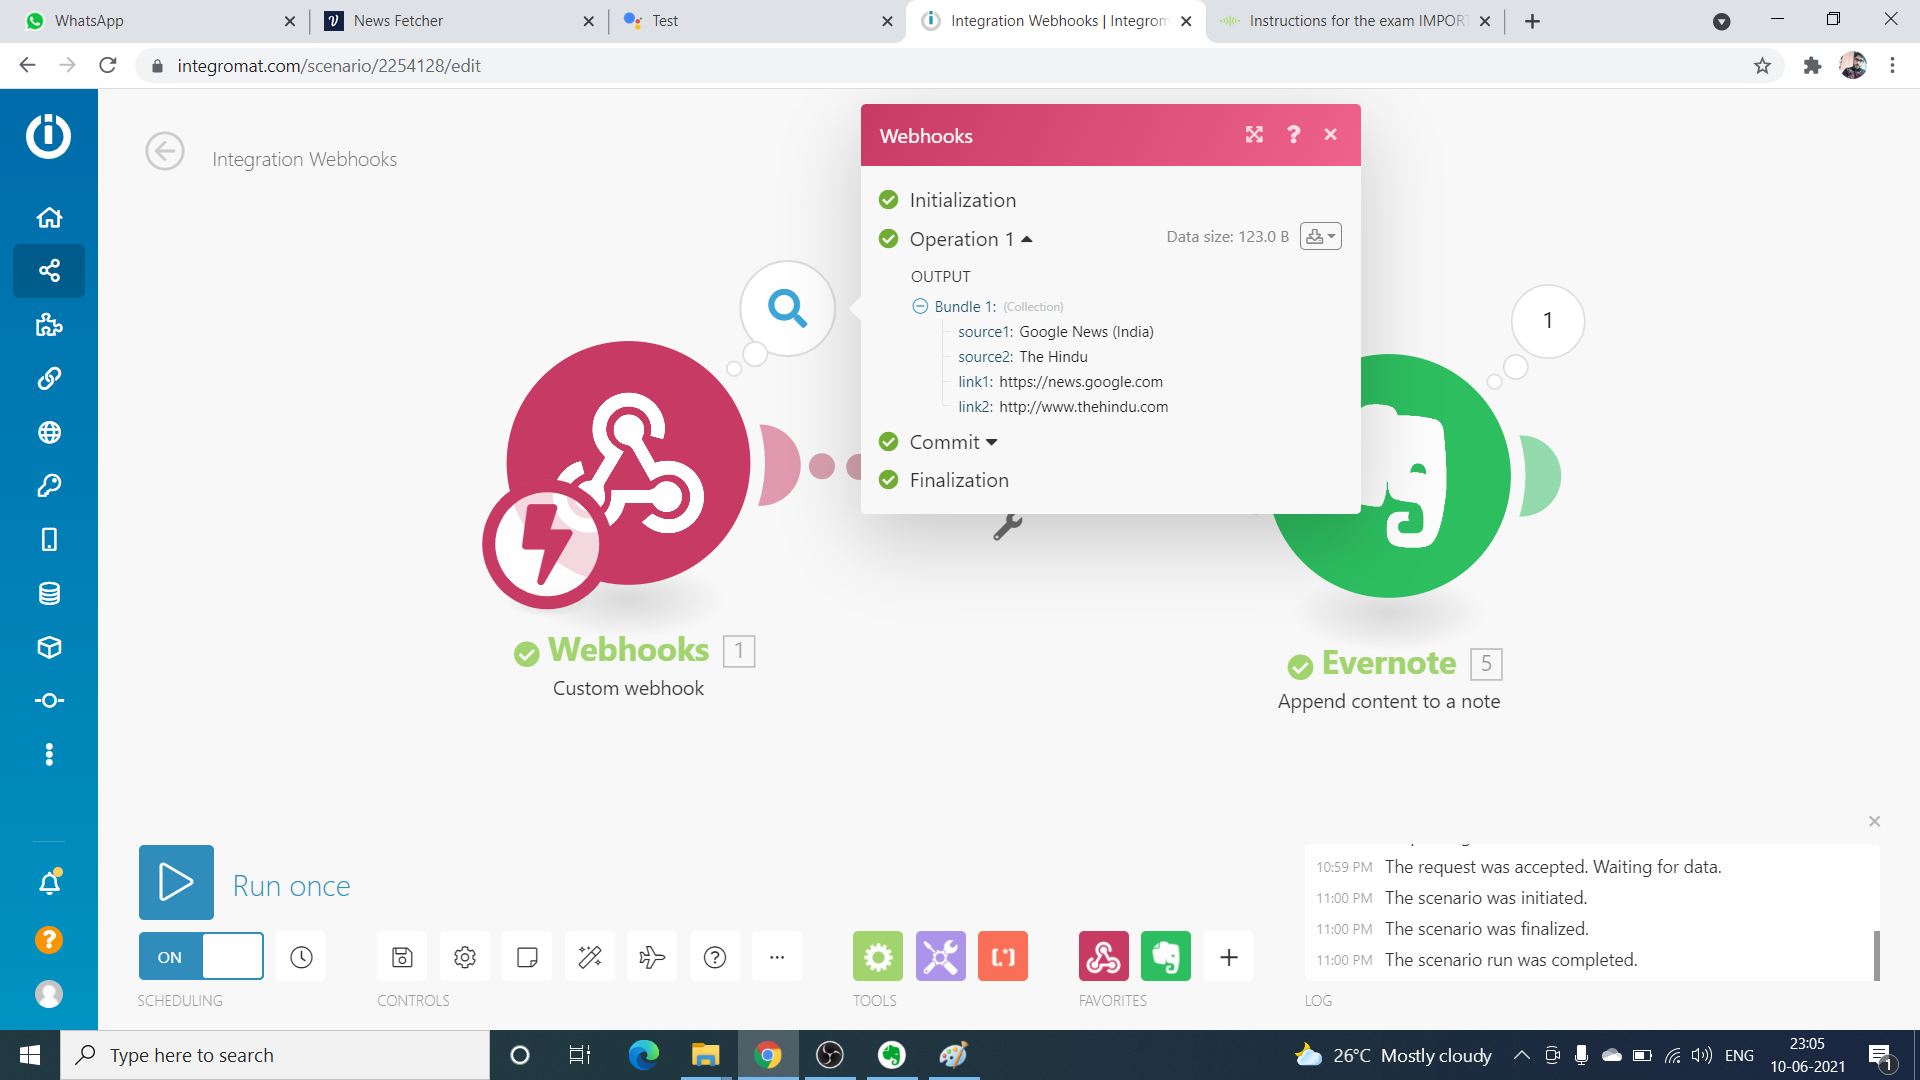 WhatsApp
News Fetcher
Test
Integration Webhooks | Integrom
Instructions for the exam IMPORT
integromat.com/scenario/2254128/edit
Integration Webhooks
Webhooks
Initialization
Operation 1
Data size: 123.0 B
OUTPUT
Bundle 1: (Collection)
source1: Google News (India)
source2: The Hindu
link1: https://news.google.com
link2: http://www.thehindu.com
Commit
Finalization
1
Webhooks 1
Custom webhook
Evernote 5
Append content to a note
Run once
10:59 PM The request was accepted. Waiting for data.
11:00 PM The scenario was initiated.
11:00 PM The scenario was finalized.
11:00 PM The scenario run was completed.
ON
SCHEDULING
CONTROLS
TOOLS
FAVORITES
LOG
Type here to search
26°C Mostly cloudy
ENG
23:05
10-06-2021
1